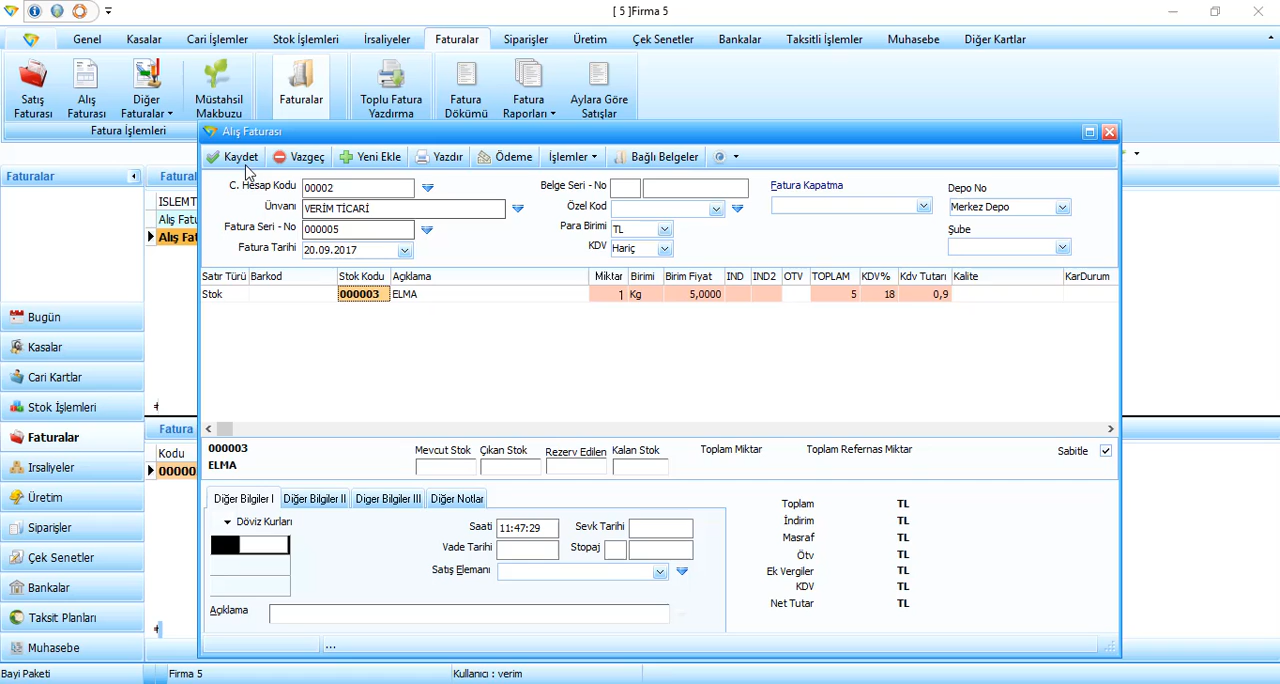 [ 5 ]Firma 5
Genel Kasalar Cari İşlemler Stok İşlemleri İrsaliyeler Faturalar Siparişler Üretim Çek Senetler Bankalar Taksitli İşlemler Muhasebe Diğer Kartlar
Satış Faturası
Alış Faturası
Diğer Faturalar
Müstahsil Makbuzu
Faturalar
Toplu Fatura Yazdırma
Fatura Dökümü
Fatura Raporları
Aylara Göre Satışlar
Fatura İşlemleri
Alış Faturası
Kaydet Vazgeç Yeni Ekle Yazdır Ödeme İşlemler Bağlı Belgeler
Faturalar
Bugün
Kasalar
Cari Kartlar
Stok İşlemleri
Faturalar
İrsaliyeler
Üretim
Siparişler
Çek Senetler
Bankalar
Taksit Planları
Muhasebe
Fatural
ISLEMT
Alış Fatu
Alış Fat
Fatura
Kodu
00000
C. Hesap Kodu 00002
Ünvanı VERİM TİCARİ
Fatura Seri - No 000005
Fatura Tarihi 20.09.2017
Belge Seri - No
Özel Kod
Para Birimi TL
KDV Hariç
Fatura Kapatma
Depo No
Merkez Depo
Şube
Satır Türü Barkod Stok Kodu Açıklama Miktar Birimi Birim Fiyat IND IND2 OTV TOPLAM KDV% Kdv Tutarı Kalite KarDurum
Stok 000003 ELMA 1 Kg 5,0000 5 18 0,9
000003
ELMA
Mevcut Stok Çıkan Stok Rezerv Edilen Kalan Stok Toplam Miktar Toplam Refernas Miktar Sabitle
Diğer Bilgiler I Diğer Bilgiler II Diger Bilgiler III Diğer Notlar
Döviz Kurları
Saati 11:47:29 Sevk Tarihi
Vade Tarihi Stopaj
Satış Elemanı
Açıklama
Toplam TL
İndirim TL
Masraf TL
Ötv TL
Ek Vergiler TL
KDV TL
Net Tutar TL
...
Bayi Paketi Firma 5 Kullanıcı : verim